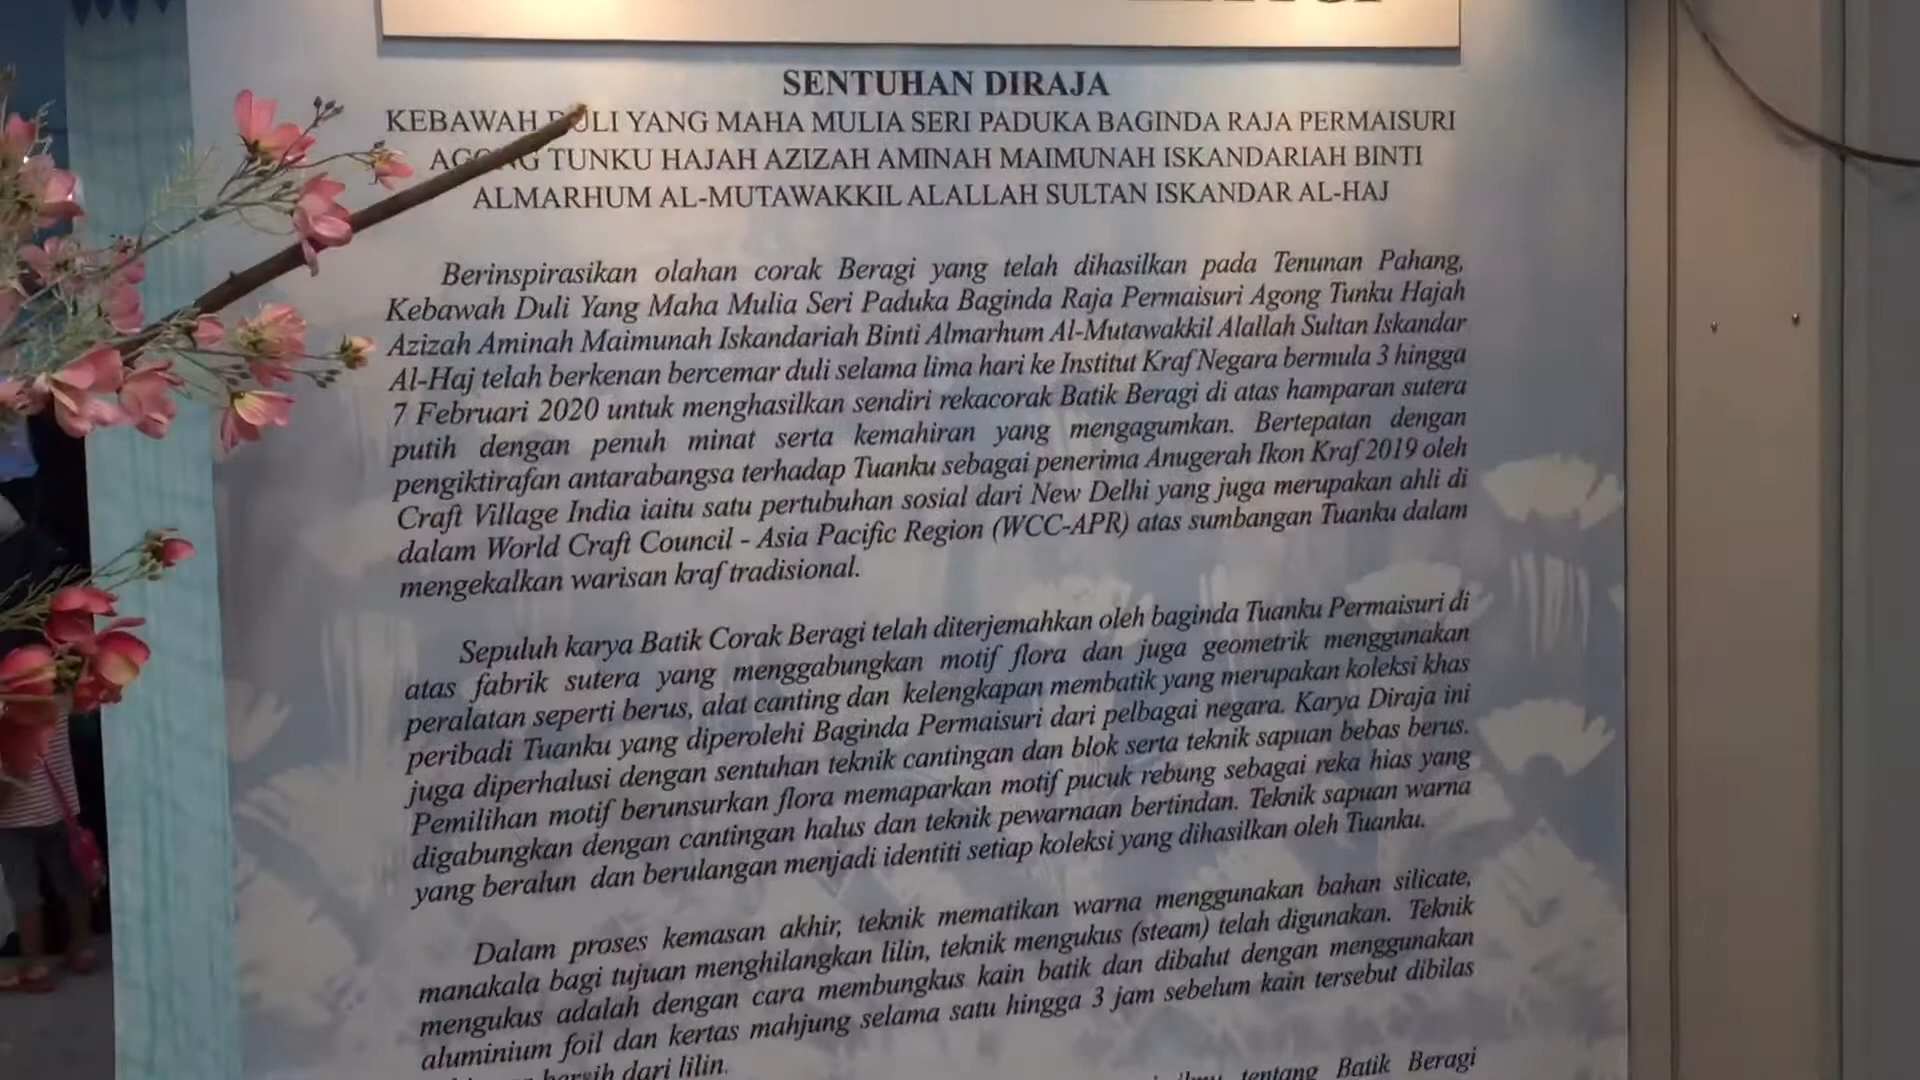 SENTUHAN DIRAJA
KEBAWAH DULI YANG MAHA MULIA SERI PADUKA BAGINDA RAJA PERMAISURI
AGONG TUNKU HAJAH AZIZAH AMINAH MAIMUNAH ISKANDARIAH BINTI
ALMARHUM AL-MUTAWAKKIL ALALLAH SULTAN ISKANDAR AL-HAJ
Berinspirasikan olahan corak Beragi yang telah dihasilkan pada Tenunan Pahang,
Kebawah Duli Yang Maha Mulia Seri Paduka Baginda Raja Permaisuri Agong Tunku Hajah
Azizah Aminah Maimunah Iskandariah Binti Almarhum Al-Mutawakkil Alallah Sultan Iskandar
Al-Haj telah berkenan bercemar duli selama lima hari ke Institut Kraf Negara bermula 3 hingga
7 Februari 2020 untuk menghasilkan sendiri rekacorak Batik Beragi di atas hamparan sutera
putih dengan penuh minat serta kemahiran yang mengagumkan. Bertepatan dengan
pengiktirafan antarabangsa terhadap Tuanku sebagai penerima Anugerah Ikon Kraf 2019 oleh
Craft Village India iaitu satu pertubuhan sosial dari New Delhi yang juga merupakan ahli di
dalam World Craft Council - Asia Pacific Region (WCC-APR) atas sumbangan Tuanku dalam
mengekalkan warisan kraf tradisional.
Sepuluh karya Batik Corak Beragi telah diterjemahkan oleh baginda Tuanku Permaisuri di
atas fabrik sutera yang menggabungkan motif flora dan juga geometrik menggunakan
peralatan seperti berus, alat canting dan kelengkapan membatik yang merupakan koleksi khas
peribadi Tuanku yang diperolehi Baginda Permaisuri dari pelbagai negara. Karya Diraja ini
juga diperhalusi dengan sentuhan teknik cantingan dan blok serta teknik sapuan bebas berus.
Pemilihan motif berunsurkan flora memaparkan motif pucuk rebung sebagai reka hias yang
digabungkan dengan cantingan halus dan teknik pewarnaan bertindan. Teknik sapuan warna
yang beralun dan berulangan menjadi identiti setiap koleksi yang dihasilkan oleh Tuanku.
Dalam proses kemasan akhir, teknik mematikan warna menggunakan bahan silicate,
manakala bagi tujuan menghilangkan lilin, teknik mengukus (steam) telah digunakan. Teknik
mengukus adalah dengan cara membungkus kain batik dan dibalut dengan menggunakan
aluminium foil dan kertas mahjung selama satu hingga 3 jam sebelum kain tersebut dibilas
bersih dari lilin.
tentang Batik Beragi